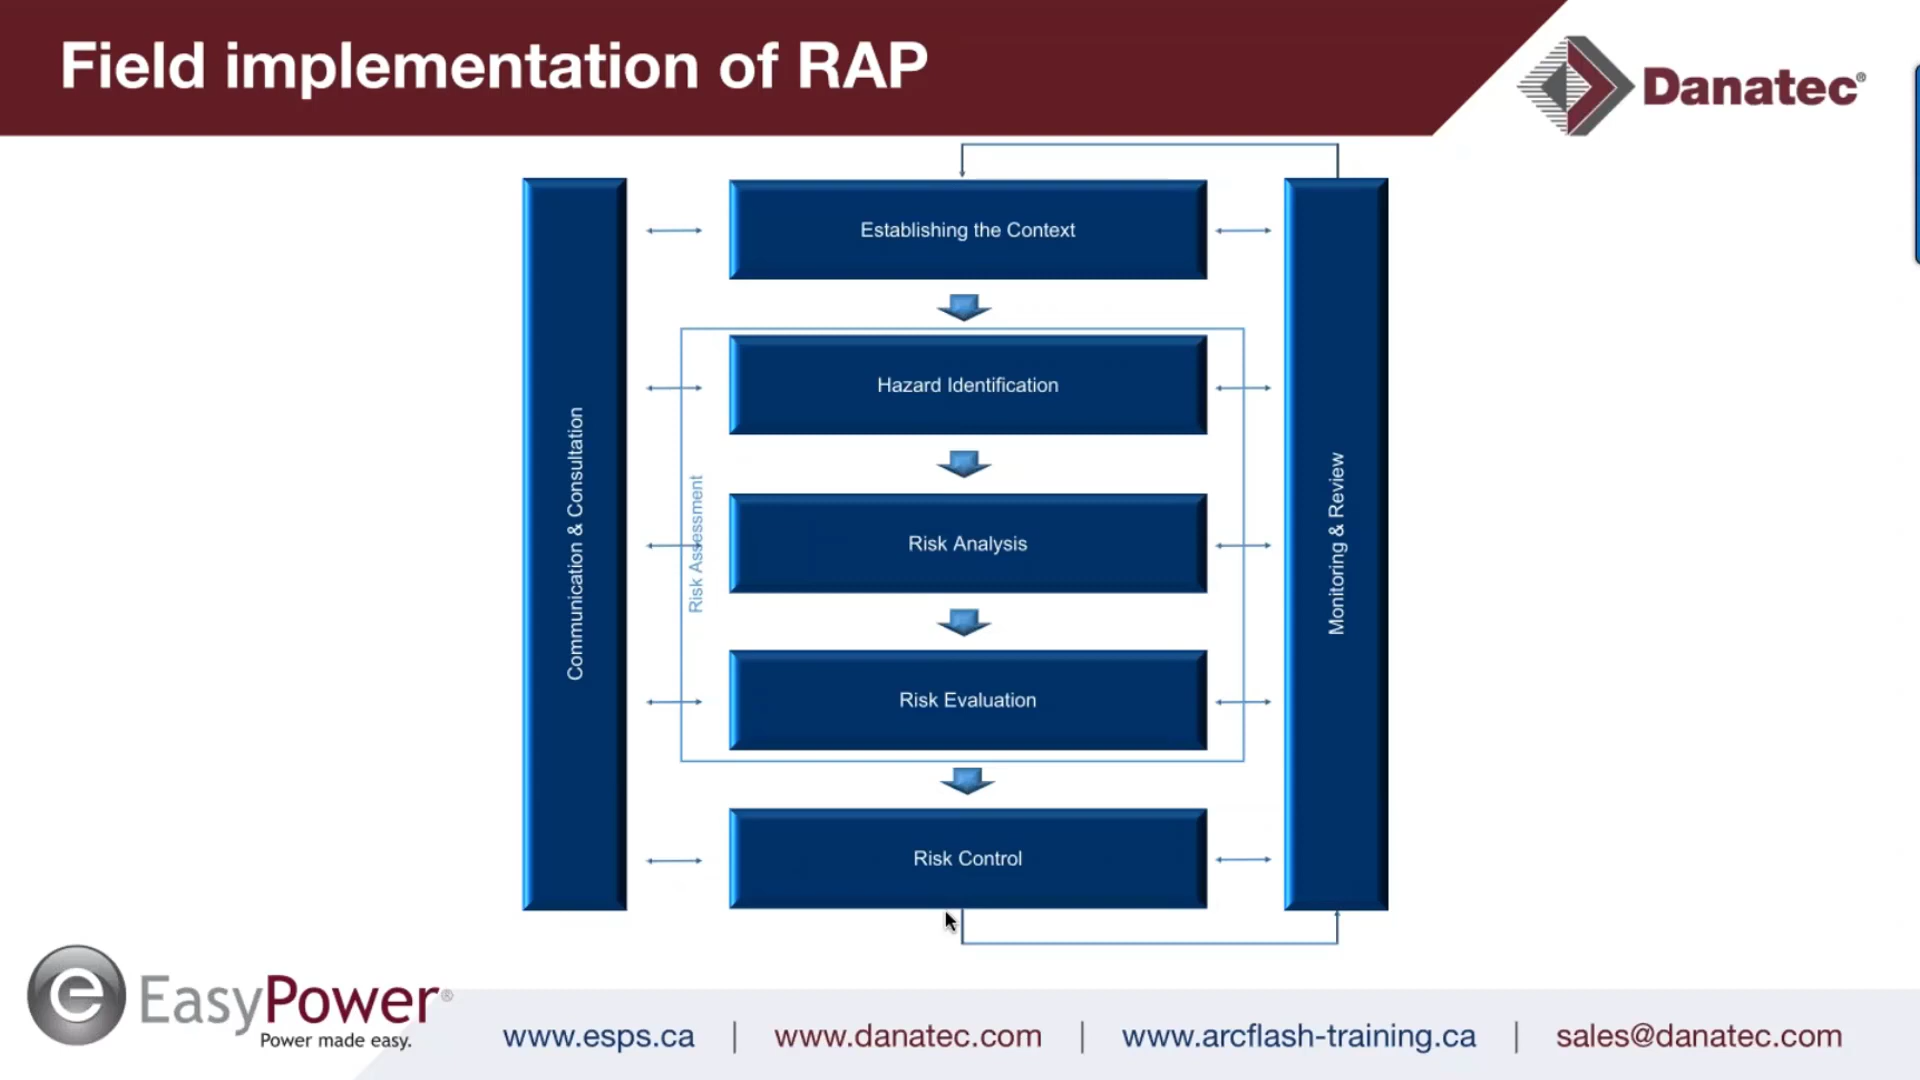 Field implementation of RAP
Danatec®
Establishing the Context
Hazard Identification
Communication & Consultation
Risk Assessment
Risk Analysis
Monitoring & Review
Risk Evaluation
Risk Control
e EasyPower®
Power made easy.
www.esps.ca | www.danatec.com | www.arcflash-training.ca | sales@danatec.com